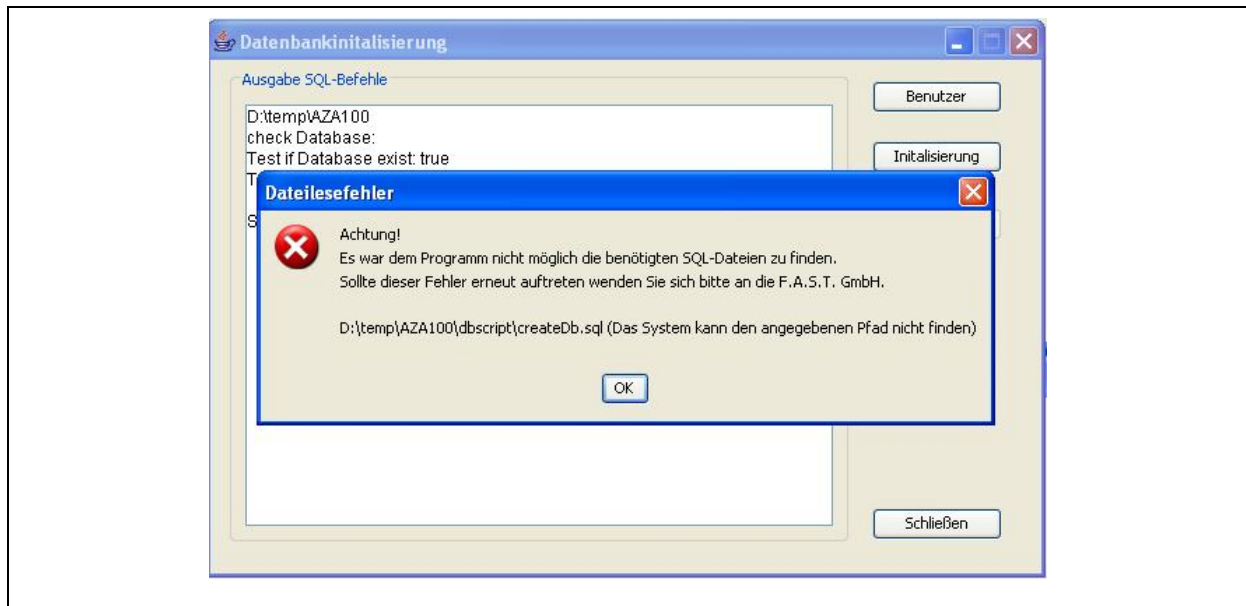 Datenbankinitalisierung
Ausgabe SQL-Befehle
D:\temp\AZA100
check Database:
Test if Database exist: true
T
S
Benutzer
Initalisierung
Dateilesefehler
Achtung!
Es war dem Programm nicht möglich die benötigten SQL-Dateien zu finden.
Sollte dieser Fehler erneut auftreten wenden Sie sich bitte an die F.A.S.T. GmbH.
D:\temp\AZA100\dbscript\createDb.sql (Das System kann den angegebenen Pfad nicht finden)
OK
Schließen